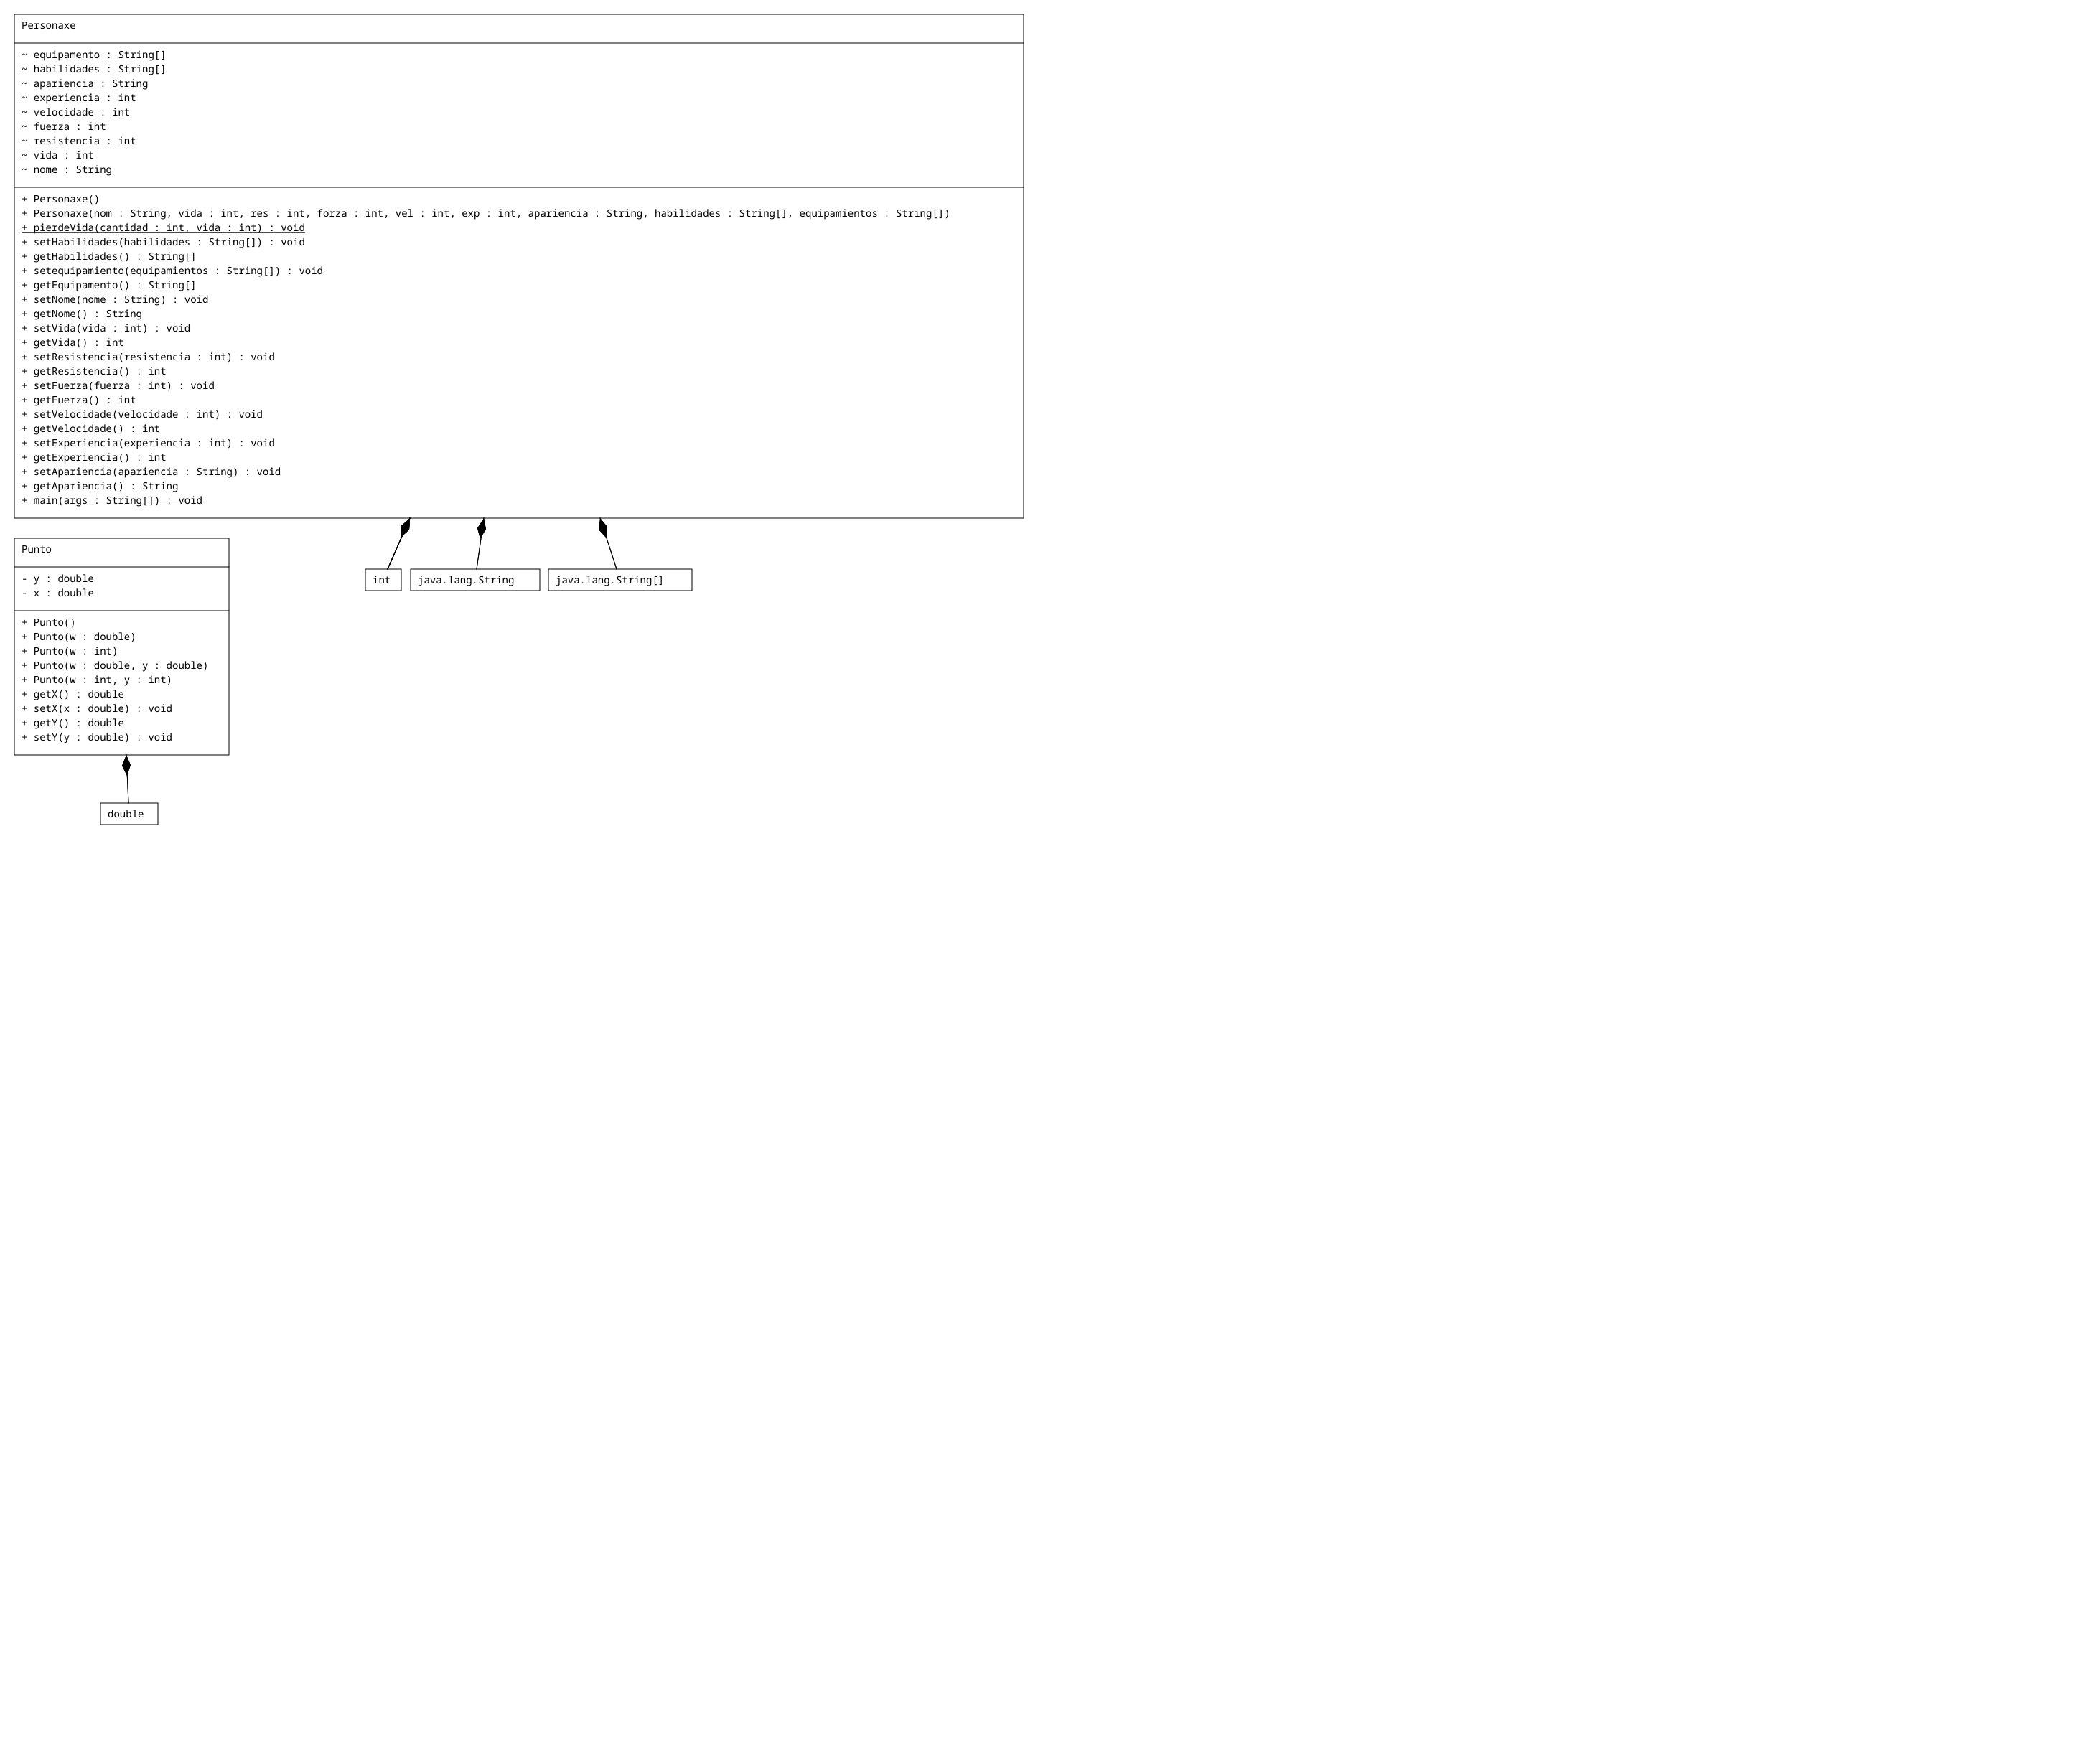 Personaxe
~ equipamento : String[]
~ habilidades : String[]
~ apariencia : String
~ experiencia : int
~ velocidade : int
~ fuerza : int
~ resistencia : int
~ vida : int
~ nome : String
+ Personaxe()
+ Personaxe(nom : String, vida : int, res : int, forza : int, vel : int, exp : int, apariencia : String, habilidades : String[], equipamientos : String[])
+ pierdeVida(cantidad : int, vida : int) : void
+ setHabilidades(habilidades : String[]) : void
+ getHabilidades() : String[]
+ setequipamiento(equipamientos : String[]) : void
+ getEquipamento() : String[]
+ setNome(nome : String) : void
+ getNome() : String
+ setVida(vida : int) : void
+ getVida() : int
+ setResistencia(resistencia : int) : void
+ getResistencia() : int
+ setFuerza(fuerza : int) : void
+ getFuerza() : int
+ setVelocidade(velocidade : int) : void
+ getVelocidade() : int
+ setExperiencia(experiencia : int) : void
+ getExperiencia() : int
+ setApariencia(apariencia : String) : void
+ getApariencia() : String
+ main(args : String[]) : void
int
java.lang.String
java.lang.String[]
Punto
- y : double
- x : double
+ Punto()
+ Punto(w : double)
+ Punto(w : int)
+ Punto(w : double, y : double)
+ Punto(w : int, y : int)
+ getX() : double
+ setX(x : double) : void
+ getY() : double
+ setY(y : double) : void
double